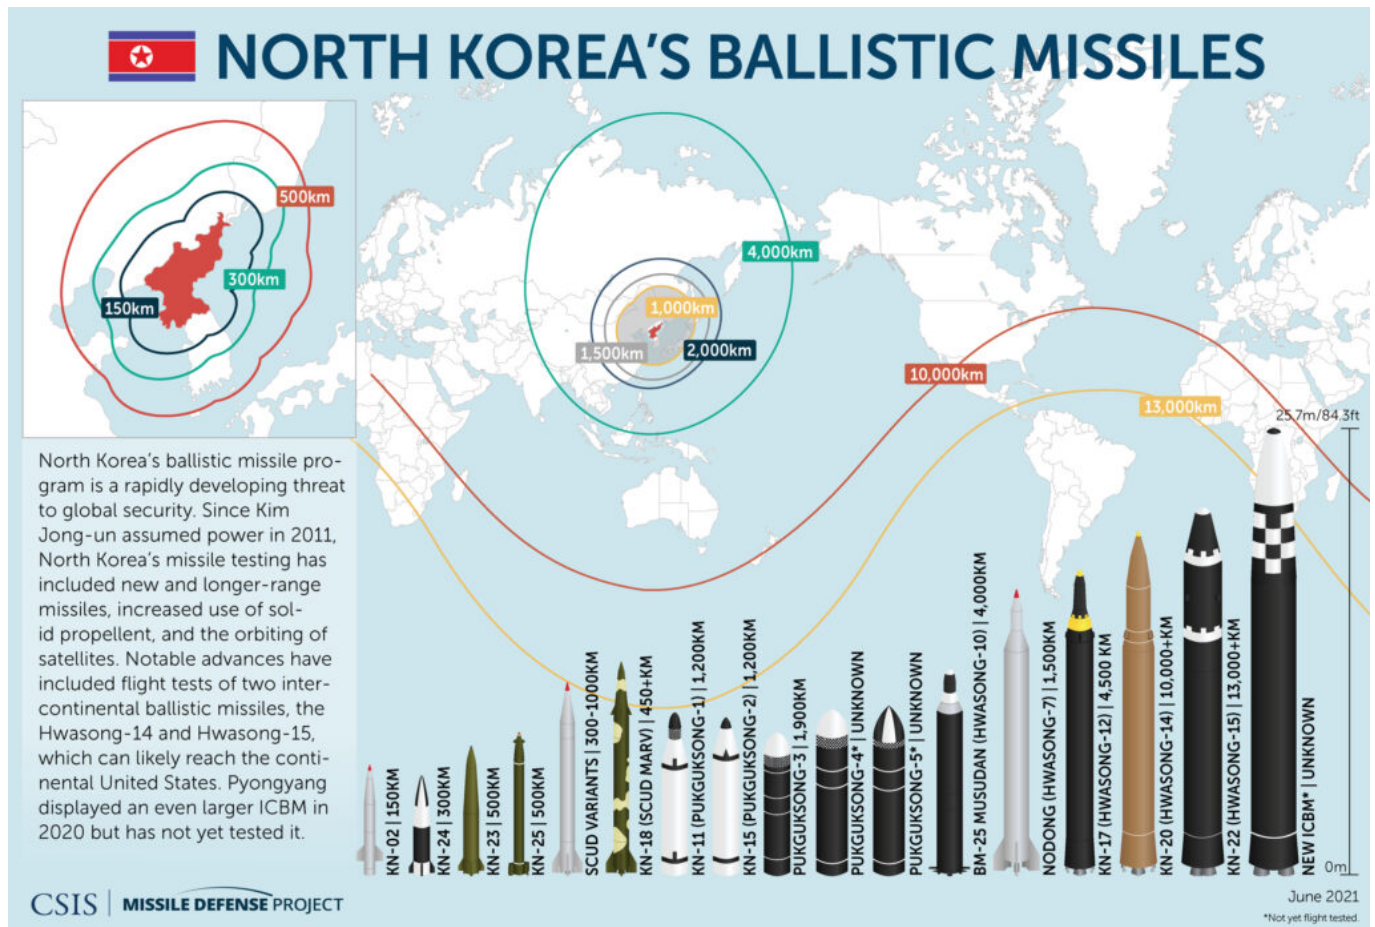 NORTH KOREA'S BALLISTIC MISSILES
500km
300km
150km
4,000km
1,000km
1,500km
2,000km
10,000km
13,000km
25.7m/84.3ft
North Korea's ballistic missile pro-
gram is a rapidly developing threat
to global security. Since Kim
Jong-un assumed power in 2011,
North Korea's missile testing has
included new and longer-range
missiles, increased use of sol-
id propellent, and the orbiting of
satellites. Notable advances have
included flight tests of two inter-
continental ballistic missiles, the
Hwasong-14 and Hwasong-15,
which can likely reach the conti-
nental United States. Pyongyang
displayed an even larger ICBM in
2020 but has not yet tested it.
KN-02 | 150KM
KN-24 | 300KM
KN-23 | 500KM
KN-25 | 500KM
SCUD VARIANTS | 300-1000KM
KN-18 (SCUD MARV) | 450+KM
KN-11 (PUKGUKSONG-1) | 1,200KM
KN-15 (PUKGUKSONG-2) | 1,200KM
PUKGUKSONG-3 | 1,900KM
PUKGUKSONG-4* | UNKNOWN
PUKGUKSONG-5* | UNKNOWN
BM-25 MUSUDAN (HWASONG-10) | 4,000KM
NODONG (HWASONG-7) | 1,500KM
KN-17 (HWASONG-12) | 4,500 KM
KN-20 (HWASONG-14) | 10,000+KM
KN-22 (HWASONG-15) | 13,000+KM
NEW ICBM* | UNKNOWN
0m
CSIS | MISSILE DEFENSE PROJECT
June 2021
*Not yet flight tested.